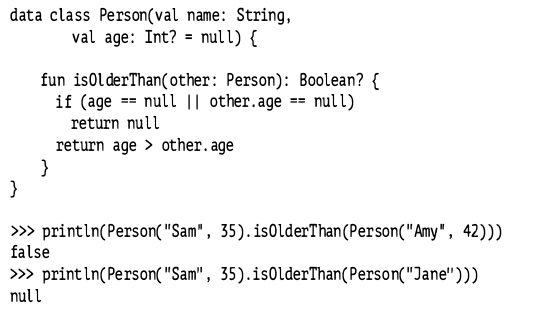 data class Person(val name: String,
        val age: Int? = null) {

    fun isOlderThan(other: Person): Boolean? {
      if (age == null || other.age == null)
        return null
      return age > other.age
    }
}

>>> println(Person("Sam", 35).isOlderThan(Person("Amy", 42)))
false
>>> println(Person("Sam", 35).isOlderThan(Person("Jane")))
null